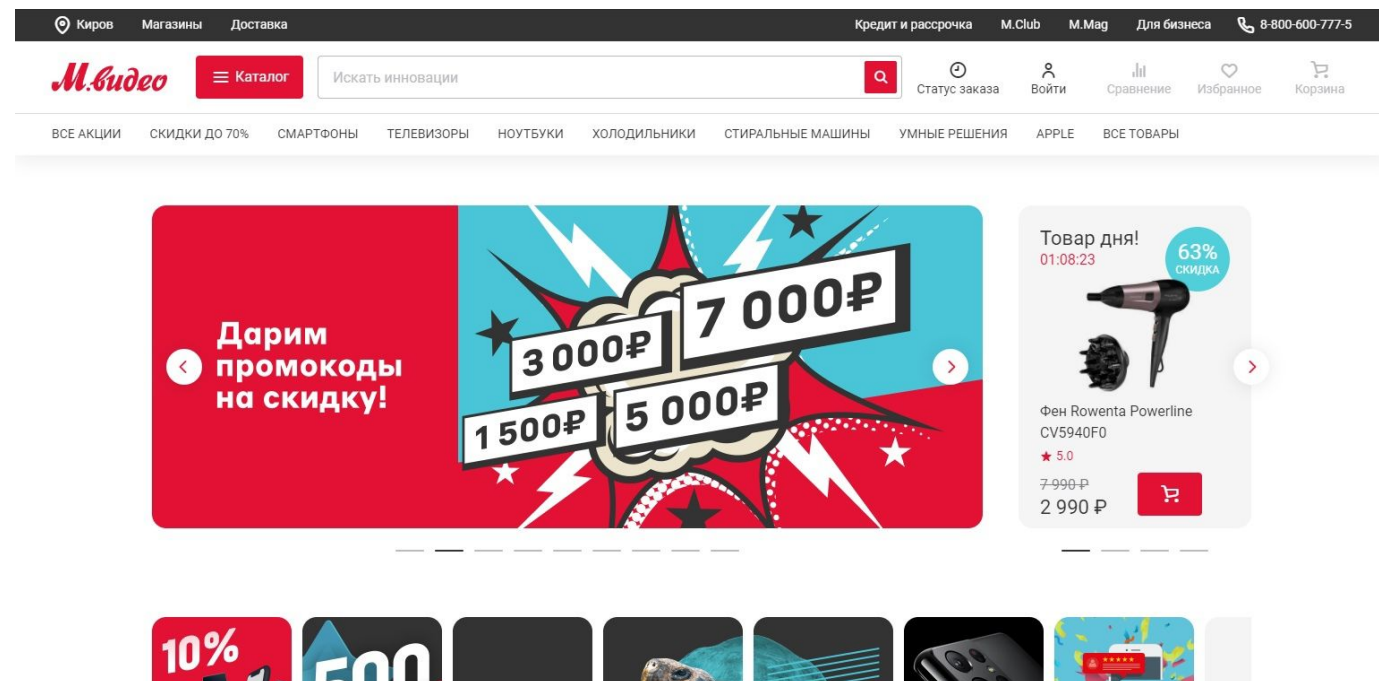 Киров Магазины Доставка Кредит и рассрочка M.Club M.Mag Для бизнеса 8-800-600-777-5
М.видео Каталог Искать инновации Статус заказа Войти Сравнение Избранное Корзина
ВСЕ АКЦИИ СКИДКИ ДО 70% СМАРТФОНЫ ТЕЛЕВИЗОРЫ НОУТБУКИ ХОЛОДИЛЬНИКИ СТИРАЛЬНЫЕ МАШИНЫ УМНЫЕ РЕШЕНИЯ APPLE ВСЕ ТОВАРЫ
Дарим
промокоды
на скидку!
7 000₽
3 000₽
5 000₽
1 500₽
Товар дня!
01:08:23
63%
СКИДКА
Фен Rowenta Powerline
CV5940F0
5.0
7 990 ₽
2 990 ₽
10%
500